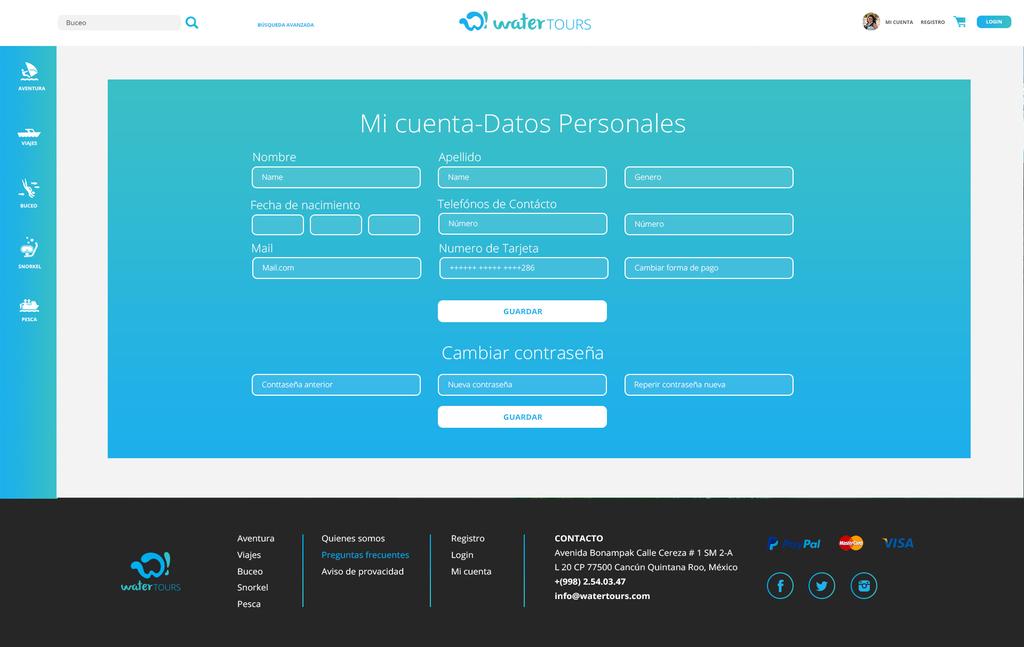 Buceo
BÚSQUEDA AVANZADA
water TOURS
MI CUENTA
REGISTRO
LOGIN
AVENTURA
VIAJES
BUCEO
SNORKEL
PESCA
Mi cuenta-Datos Personales
Nombre
Apellido
Name
Name
Genero
Fecha de nacimiento
Telefónos de Contácto
Número
Número
Mail
Numero de Tarjeta
Mail.com
++++++ +++++ ++++286
Cambiar forma de pago
GUARDAR
Cambiar contraseña
Conttaseña anterior
Nueva contraseña
Reperir contraseña nueva
GUARDAR
water TOURS
Aventura
Viajes
Buceo
Snorkel
Pesca
Quienes somos
Preguntas frecuentes
Aviso de provacidad
Registro
Login
Mi cuenta
CONTACTO
Avenida Bonampak Calle Cereza # 1 SM 2-A
L 20 CP 77500 Cancún Quintana Roo, México
+(998) 2.54.03.47
info@watertours.com
PayPal
MasterCard
VISA